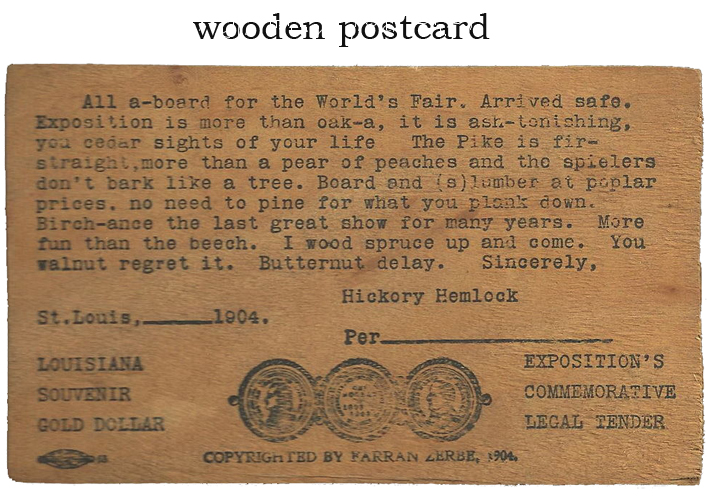 wooden postcard
All a-board for the World's Fair. Arrived safe.
Exposition is more than oak-a, it is ash-tonishing,
you cedar sights of your life The Pike is fir-
straight,more than a pear of peaches and the spielers
don't bark like a tree. Board and (s)lumber at poplar
prices. no need to pine for what you plank down.
Birch-ance the last great show for many years. More
fun than the beech. I wood spruce up and come. You
walnut regret it. Butternut delay. Sincerely,
Hickory Hemlock
St.Louis,______1904.
Per____________________
LOUISIANA
SOUVENIR
GOLD DOLLAR
EXPOSITION'S
COMMEMORATIVE
LEGAL TENDER
COPYRIGHTED BY FARRAN ZERBE, 1904.